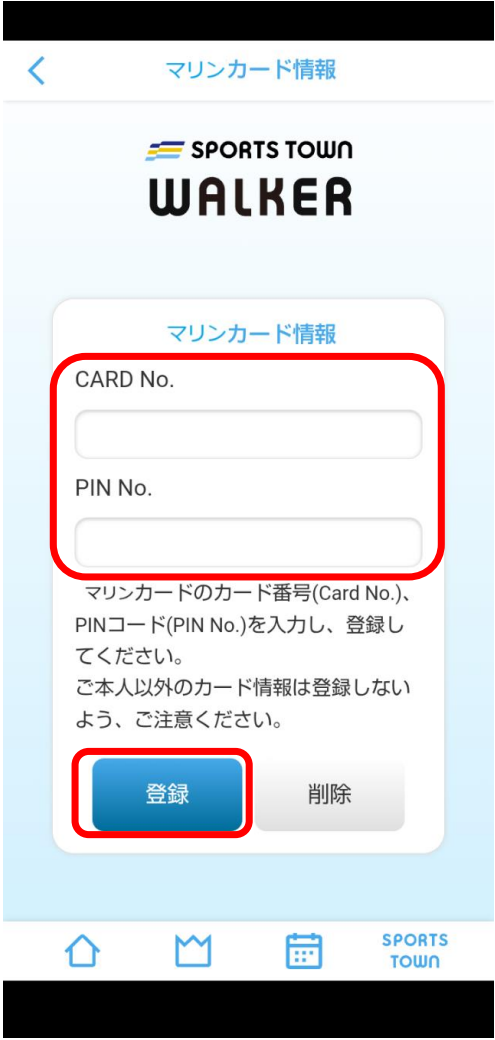 マリンカード情報
SPORTS TOWN
WALKER
マリンカード情報
CARD No.
PIN No.
マリンカードのカード番号(Card No.)、
PINコード(PIN No.)を入力し、登録し
てください。
ご本人以外のカード情報は登録しない
よう、ご注意ください。
登録 削除
SPORTS
TOWN